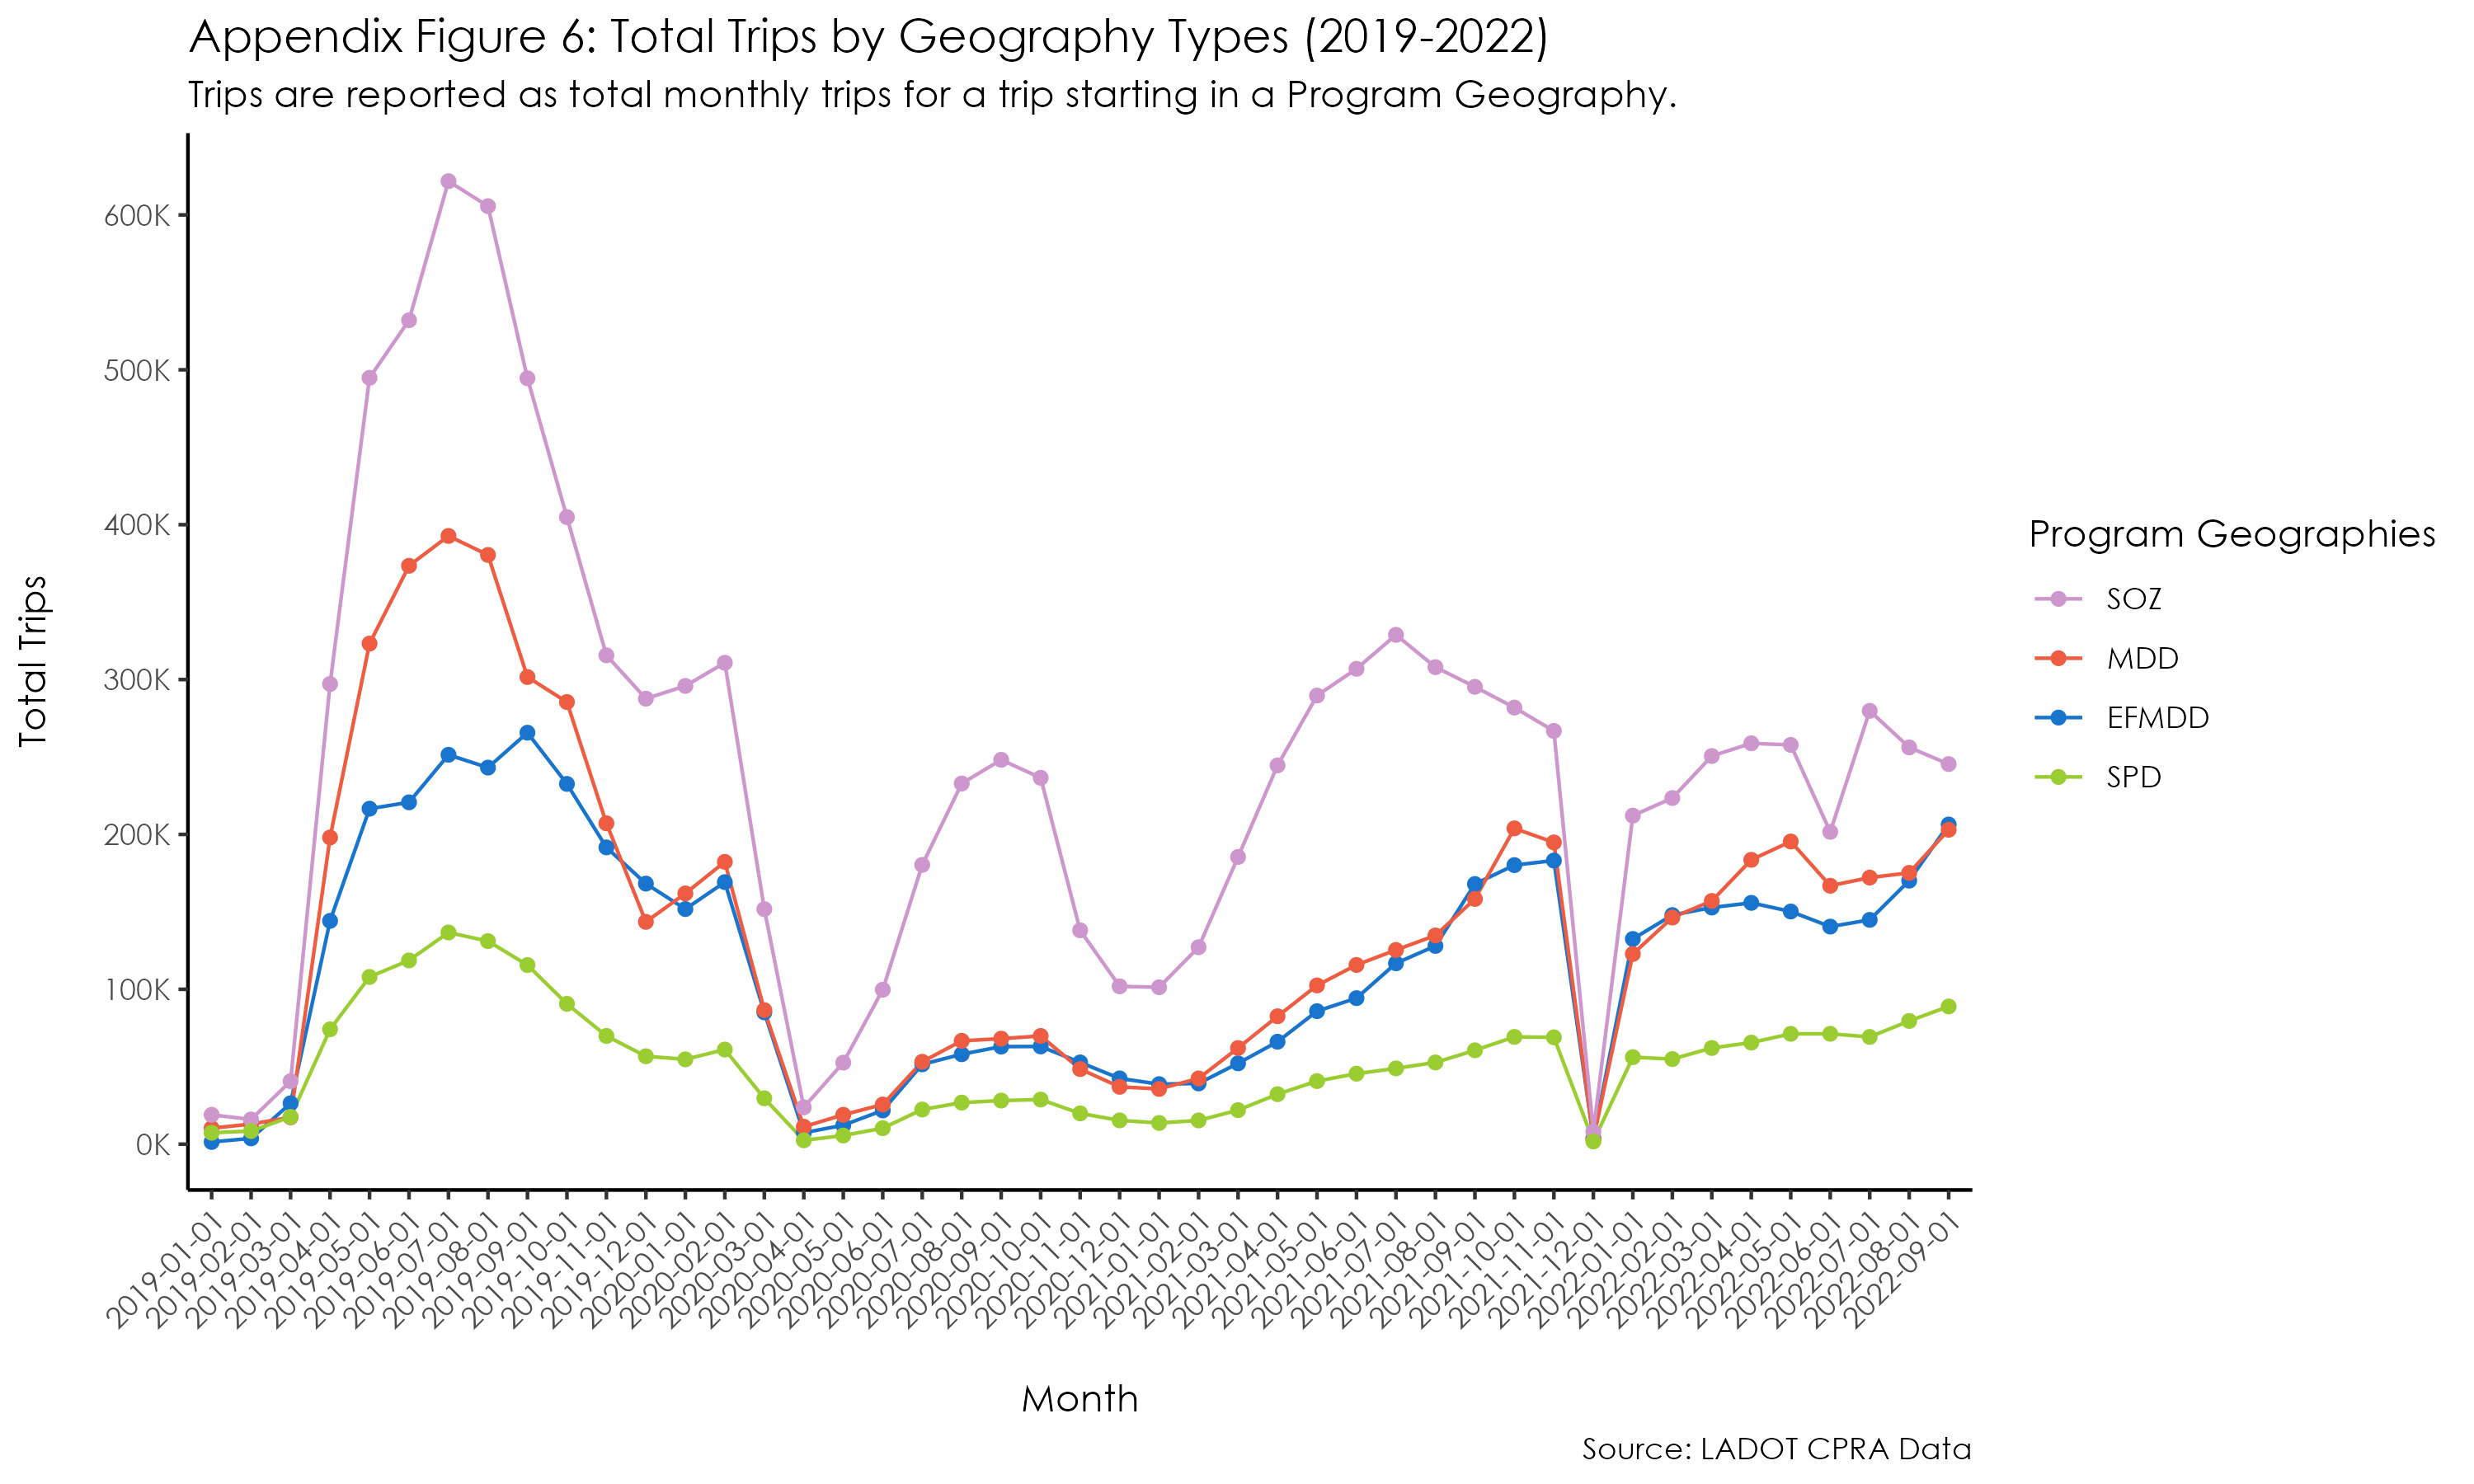 Appendix Figure 6: Total Trips by Geography Types (2019-2022)
Trips are reported as total monthly trips for a trip starting in a Program Geography.
Total Trips
600K
500K
400K
300K
200K
100K
0K
2019-01-01
2019-02-01
2019-03-01
2019-04-01
2019-05-01
2019-06-01
2019-07-01
2019-08-01
2019-09-01
2019-10-01
2019-11-01
2019-12-01
2020-01-01
2020-02-01
2020-03-01
2020-04-01
2020-05-01
2020-06-01
2020-07-01
2020-08-01
2020-09-01
2020-10-01
2020-11-01
2020-12-01
2021-01-01
2021-02-01
2021-03-01
2021-04-01
2021-05-01
2021-06-01
2021-07-01
2021-08-01
2021-09-01
2021-10-01
2021-11-01
2021-12-01
2022-01-01
2022-02-01
2022-03-01
2022-04-01
2022-05-01
2022-06-01
2022-07-01
2022-08-01
2022-09-01
Month
Program Geographies
SOZ
MDD
EFMDD
SPD
Source: LADOT CPRA Data